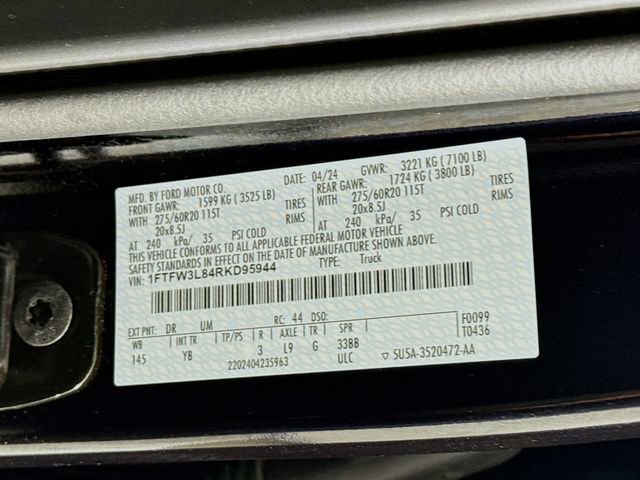 MFD. BY FORD MOTOR CO. DATE: 04/24 GVWR: 3221 KG ( 7100 LB)
FRONT GAWR: 1599 KG ( 3525 LB) REAR GAWR: 1724 KG ( 3800 LB)
WITH 275/60R20 115T TIRES WITH 275/60R20 115T TIRES
20x8.5J RIMS 20x8.5J RIMS
AT 240 kPa/ 35 PSI COLD AT 240 kPa/ 35 PSI COLD
THIS VEHICLE CONFORMS TO ALL APPLICABLE FEDERAL MOTOR VEHICLE
SAFETY STANDARDS IN EFFECT ON THE DATE OF MANUFACTURE SHOWN ABOVE.
VIN: 1FTFW3L84RKD95944 TYPE: Truck
EXT PNT: DR UM RC: 44 DSO: F0099
WB INT TR TP/PS R AXLE TR SPR T0436
145 YB 3 L9 G 33BB
2202404235963 ULC 5U5A-3520472-AA